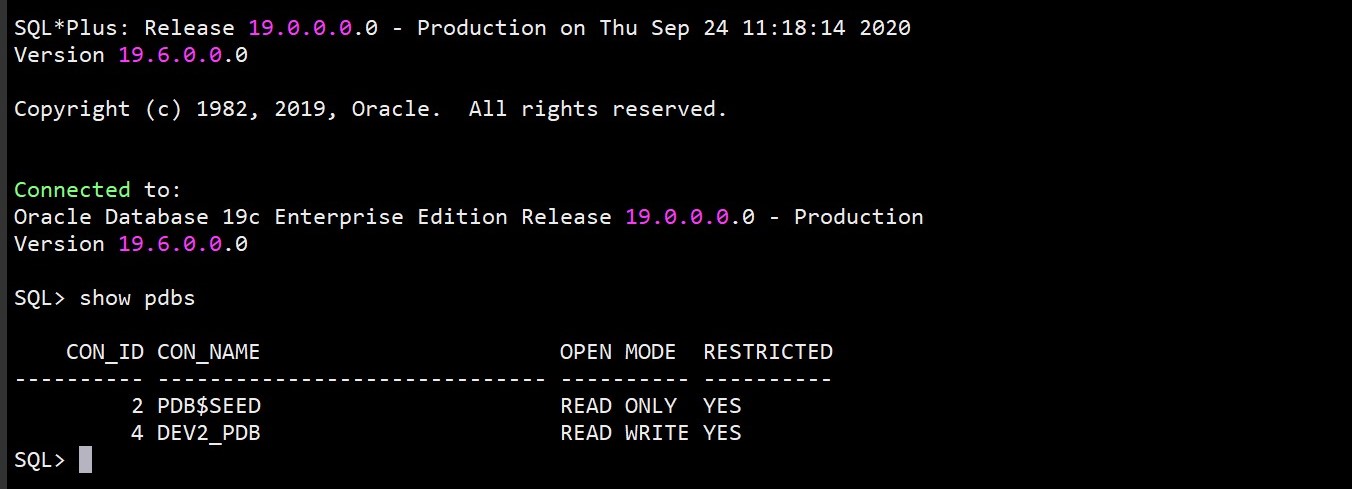 SQL*Plus: Release 19.0.0.0.0 - Production on Thu Sep 24 11:18:14 2020
Version 19.6.0.0.0
Copyright (c) 1982, 2019, Oracle.  All rights reserved.
Connected to:
Oracle Database 19c Enterprise Edition Release 19.0.0.0.0 - Production
Version 19.6.0.0.0
SQL> show pdbs
    CON_ID CON_NAME                       OPEN MODE  RESTRICTED
---------- ------------------------------ ---------- ----------
         2 PDB$SEED                       READ ONLY  YES
         4 DEV2_PDB                       READ WRITE YES
SQL>